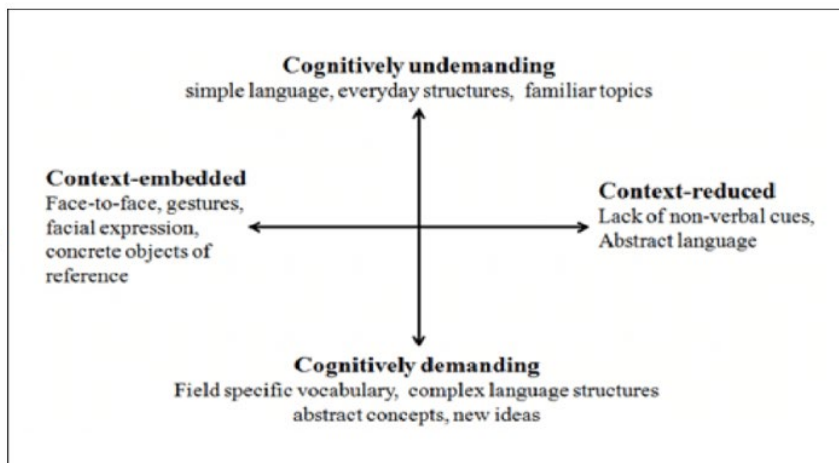 Cognitively undemanding
simple language, everyday structures, familiar topics
Context-embedded
Face-to-face, gestures,
facial expression,
concrete objects of
reference
Context-reduced
Lack of non-verbal cues,
Abstract language
Cognitively demanding
Field specific vocabulary, complex language structures
abstract concepts, new ideas